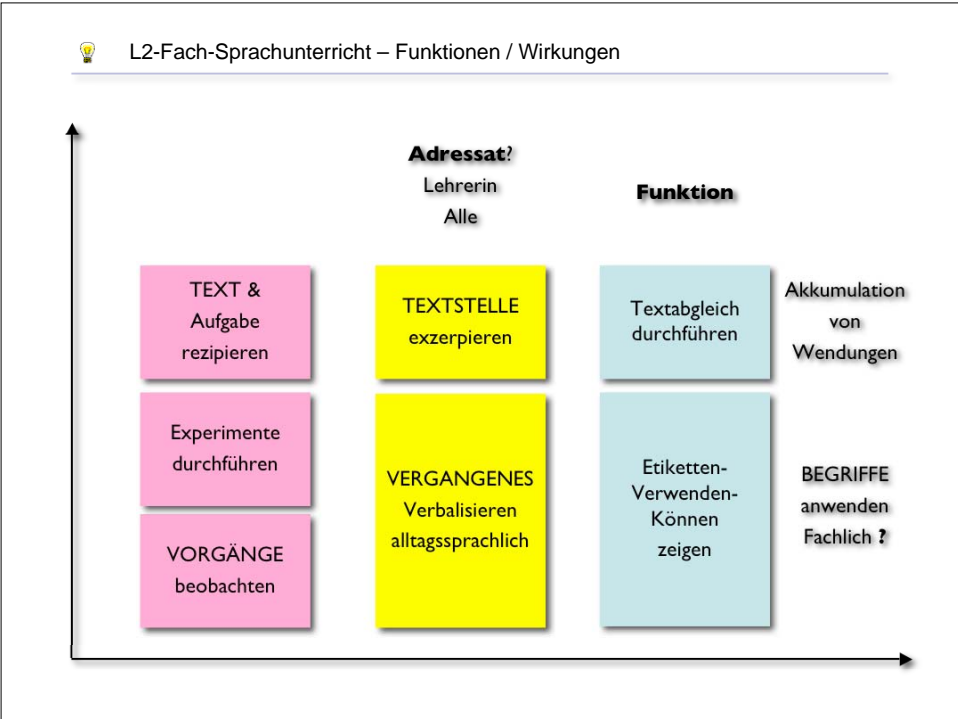 L2-Fach-Sprachunterricht – Funktionen / Wirkungen
Adressat?
Lehrerin
Alle
Funktion
TEXT &
Aufgabe
rezipieren
TEXTSTELLE
exzerpieren
Textabgleich
durchführen
Akkumulation
von
Wendungen
Experimente
durchführen
VORGÄNGE
beobachten
VERGANGENES
Verbalisieren
alltagssprachlich
Etiketten-
Verwenden-
Können
zeigen
BEGRIFFE
anwenden
Fachlich ?